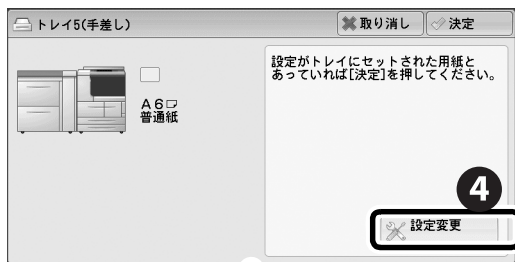 トレイ5(手差し)
取り消し
決定
A6
普通紙
設定がトレイにセットされた用紙と
あっていれば[決定]を押してください。
4
設定変更